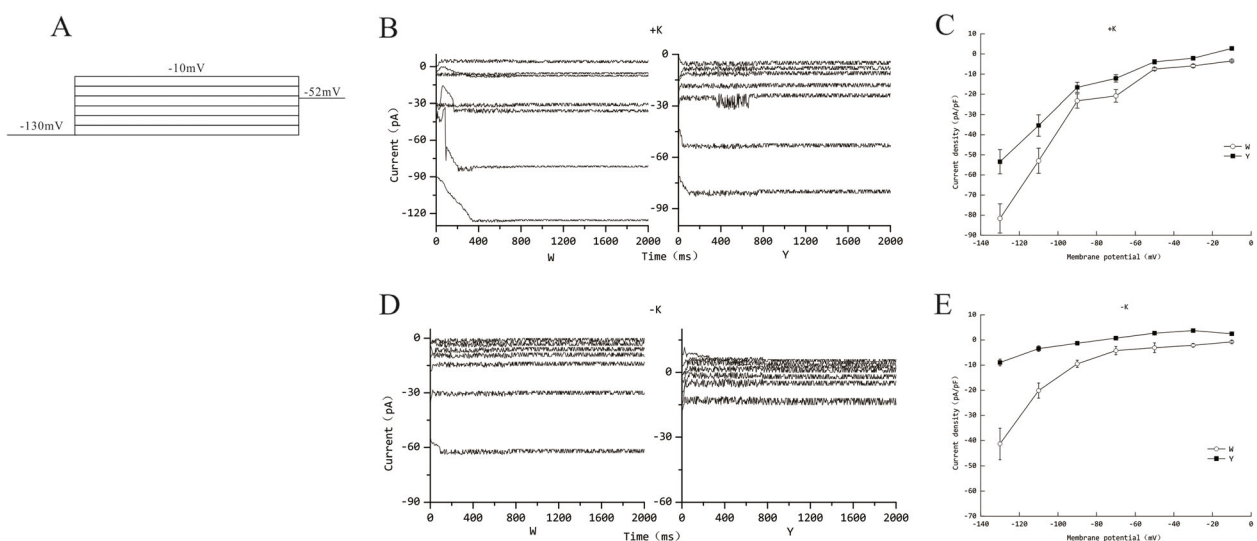 A
-10mV
-52mV
-130mV
B
+K
Current (pA)
0
-30
-60
-90
-120
0 400 800 1200 1600 2000
W
0
-30
-60
-90
0 400 800 1200 1600 2000
Time (ms)
Y
C
+K
Current density (pA/pF)
10
0
-10
-20
-30
-40
-50
-60
-70
-80
-90
-140 -120 -100 -80 -60 -40 -20 0
Membrane potential (mV)
W
Y
D
-K
Current (pA)
0
-30
-60
-90
0 400 800 1200 1600 2000
W
0
-30
-60
0 400 800 1200 1600 2000
Time (ms)
Y
E
-K
Current density (pA/pF)
10
0
-10
-20
-30
-40
-50
-60
-70
-140 -120 -100 -80 -60 -40 -20 0
Membrane potential (mV)
W
Y